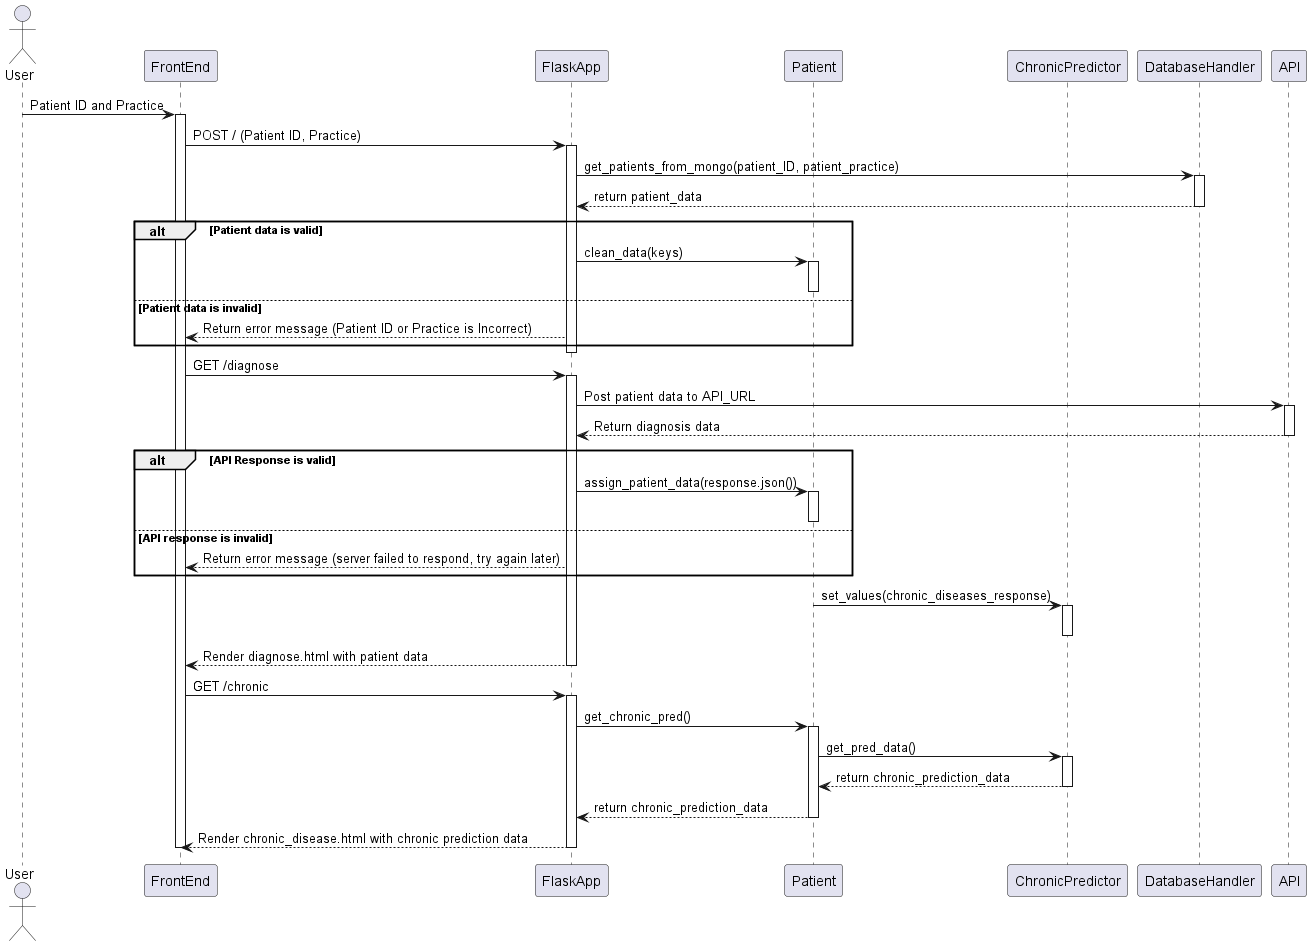 User
FrontEnd
FlaskApp
Patient
ChronicPredictor
DatabaseHandler
API
Patient ID and Practice
POST / (Patient ID, Practice)
get_patients_from_mongo(patient_ID, patient_practice)
return patient_data
alt
[Patient data is valid]
clean_data(keys)
[Patient data is invalid]
Return error message (Patient ID or Practice is Incorrect)
GET /diagnose
Post patient data to API_URL
Return diagnosis data
alt
[API Response is valid]
assign_patient_data(response.json())
[API response is invalid]
Return error message (server failed to respond, try again later)
set_values(chronic_diseases_response)
Render diagnose.html with patient data
GET /chronic
get_chronic_pred()
get_pred_data()
return chronic_prediction_data
return chronic_prediction_data
Render chronic_disease.html with chronic prediction data
User
FrontEnd
FlaskApp
Patient
ChronicPredictor
DatabaseHandler
API